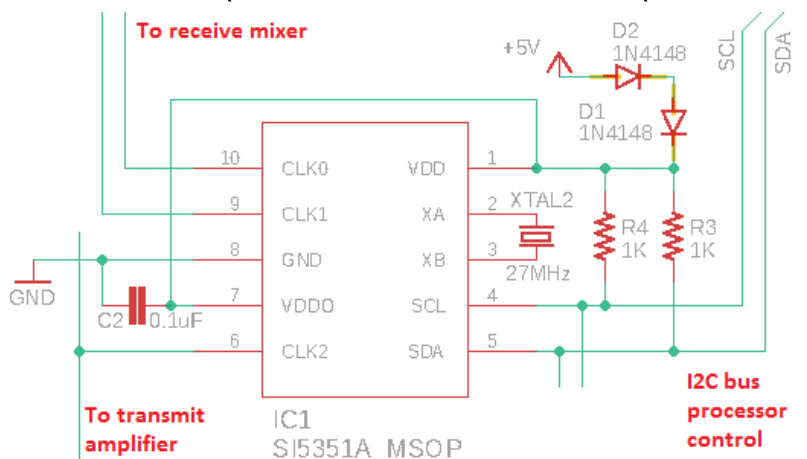 To receive mixer
D2
1N4148
+5V
SCL
SDA
D1
1N4148
10
CLK0
VDD
1
9
CLK1
XA
2
XTAL2
8
GND
XB
3
27MHz
R4
1K
R3
1K
GND
7
VDDO
SCL
4
C2
0.1uF
6
CLK2
SDA
5
To transmit
amplifier
I2C bus
processor
control
IC1
SI5351A MSOP